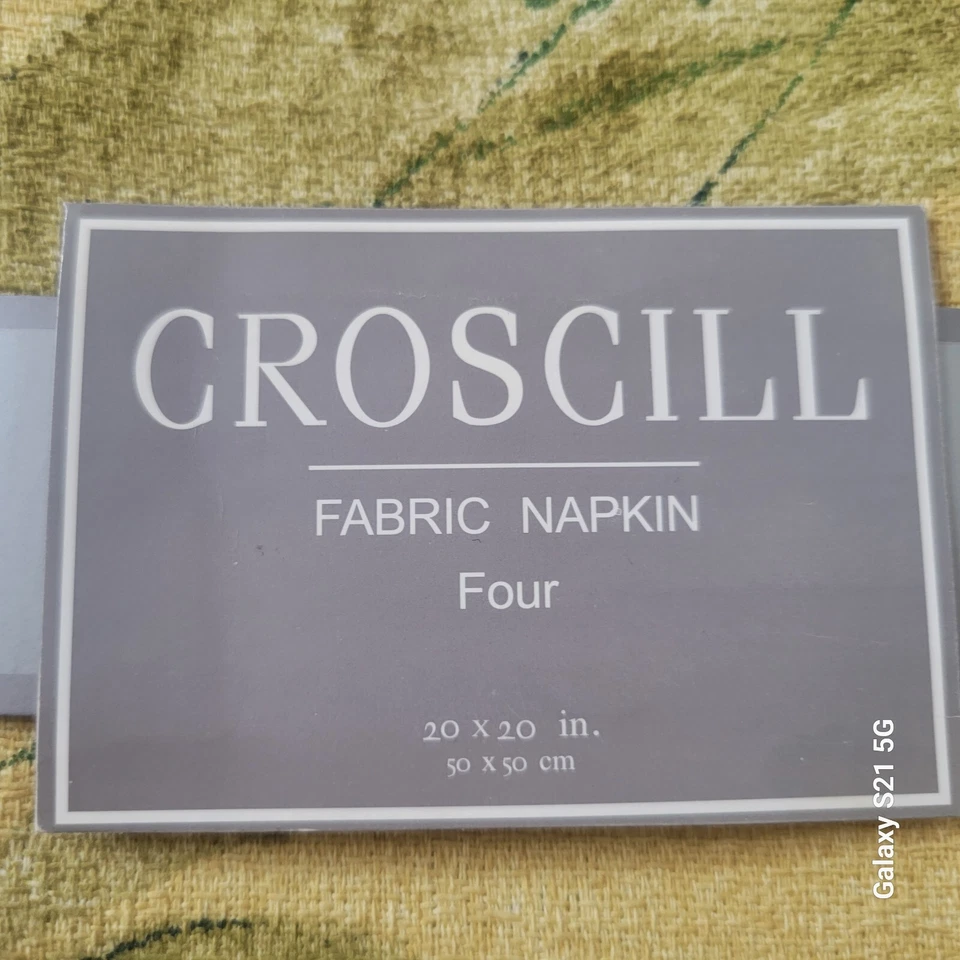 CROSCILL
FABRIC NAPKIN
Four
20 x 20 in.
50 x 50 cm
Galaxy S21 5G